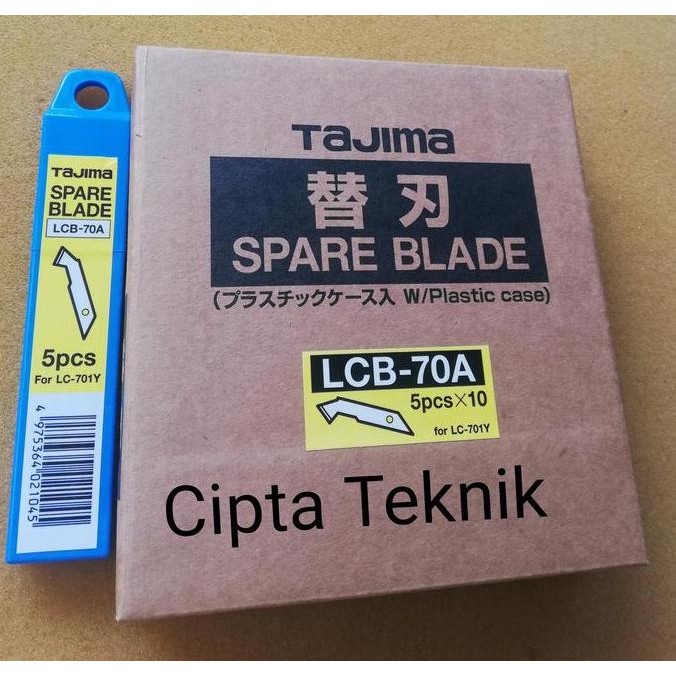 TaJIma
SPARE
BLADE
LCB-70A
5pcs
For LC-701Y
4 975364 021045
TaJIma
替刃
SPARE BLADE
(プラスチックケース入 W/Plastic case)
LCB-70A
5pcs×10
for LC-701Y
Cipta Teknik